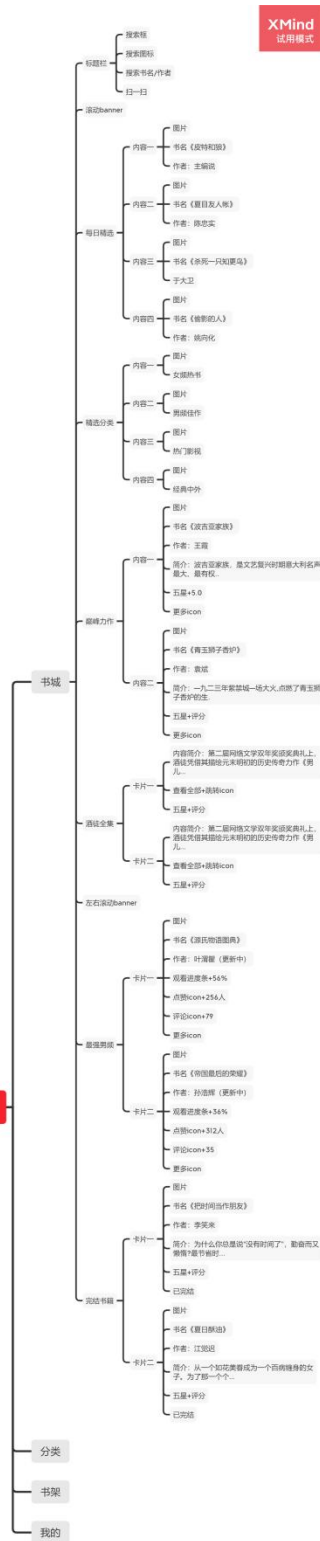 XMind
试用模式
搜索框
搜索图标
标题栏
搜索书名/作者
扫一扫
滚动banner
图片
内容一
书名《皮特和狼》
作者：主编说
图片
内容二
书名《夏目友人帐》
作者：陈忠实
每日精选
图片
内容三
书名《杀死一只知更鸟》
于大卫
图片
内容四
书名《偷影的人》
作者：姚向化
图片
内容一
女频热书
图片
内容二
男频佳作
精选分类
图片
内容三
热门影视
图片
内容四
经典中外
图片
书名《波吉亚家族》
作者：王霞
内容一
简介：波吉亚家族，是文艺复兴时期意大利名声
最大、最有权...
五星+5.0
更多icon
巅峰力作
图片
书名《青玉狮子香炉》
作者：袁斌
内容二
简介：一九二三年紫禁城一场大火,点燃了青玉狮
子香炉的生.
五星+评分
更多icon
书城
内容简介：第二届网络文学双年奖颁奖典礼上，
酒徒凭借其描绘元末明初的历史传奇力作《男
儿...
卡片一
查看全部+跳转icon
五星+评分
酒徒全集
内容简介：第二届网络文学双年奖颁奖典礼上，
酒徒凭借其描绘元末明初的历史传奇力作《男
儿...
卡片二
查看全部+跳转icon
五星+评分
左右滚动banner
图片
书名《源氏物语图典》
作者：叶渭渠（更新中）
卡片一
观看进度条+56%
点赞icon+256人
评论icon+79
更多icon
最强男频
图片
书名《帝国最后的荣耀》
作者：孙浩辉（更新中）
卡片二
观看进度条+36%
点赞icon+312人
评论icon+35
更多icon
图片
书名《把时间当作朋友》
作者：李笑来
卡片一
简介：为什么你总是说"没有时间了"，勤奋而又
懒惰?最节省时...
五星+评分
已完结
完结书籍
图片
书名《夏日酥油》
作者：江觉迟
卡片二
简介：从一个如花美眷成为一个百病缠身的女
子。为了那一个个...
五星+评分
已完结
分类
书架
我的